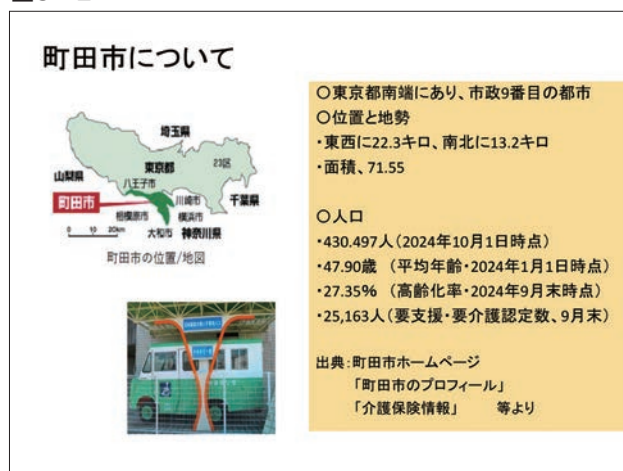 町田市について
埼玉県
東京都
23区
山梨県
八王子市
千葉県
町田市
川崎市
相模原市
横浜市
0 10 20km
大和市
神奈川県
町田市の位置/地図
〇東京都南端にあり、市政9番目の都市
〇位置と地勢
・東西に22.3キロ、南北に13.2キロ
・面積、71.55
〇人口
・430.497人(2024年10月1日時点)
・47.90歳 (平均年齢・2024年1月1日時点)
・27.35% (高齢化率・2024年9月末時点)
・25,163人(要支援・要介護認定数、9月末)
出典:町田市ホームページ
「町田市のプロフィール」
「介護保険情報」 等より